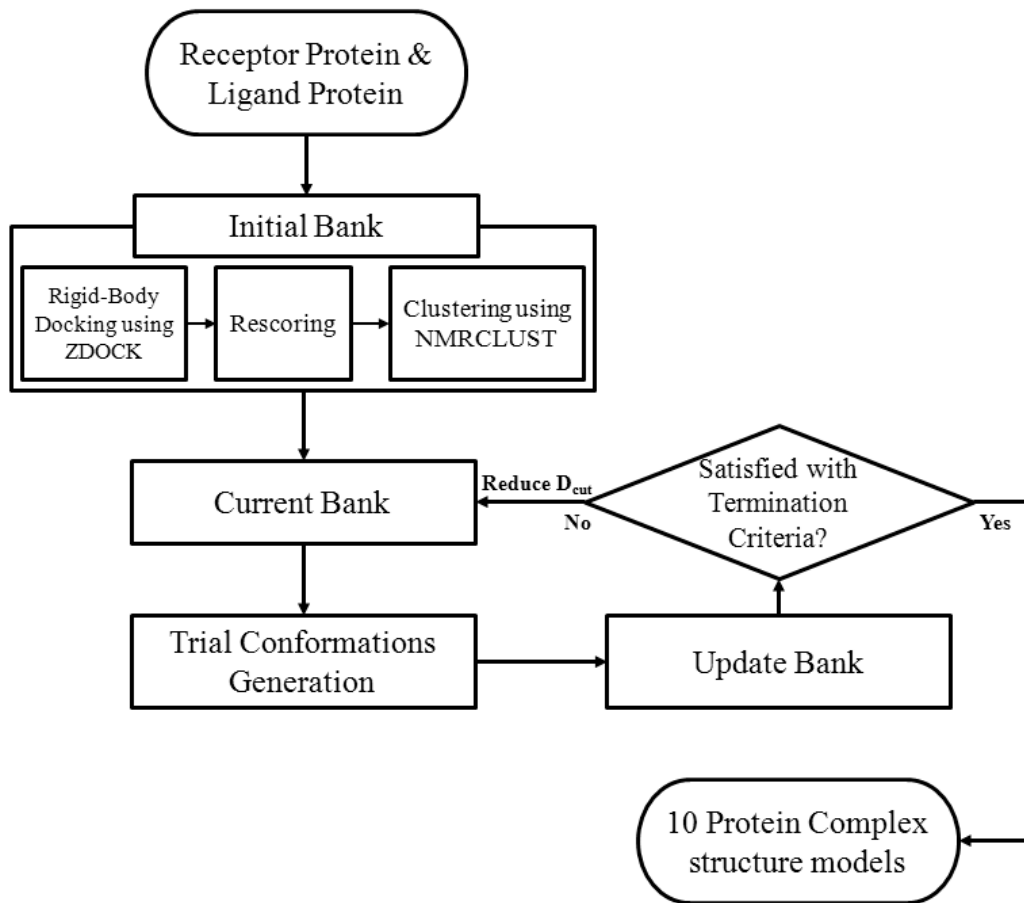 Receptor Protein &
Ligand Protein
Initial Bank
Rigid-Body
Docking using
ZDOCK
Rescoring
Clustering using
NMRCLUST
Current Bank
Reduce Dcut
No
Satisfied with
Termination
Criteria?
Yes
Trial Conformations
Generation
Update Bank
10 Protein Complex
structure models